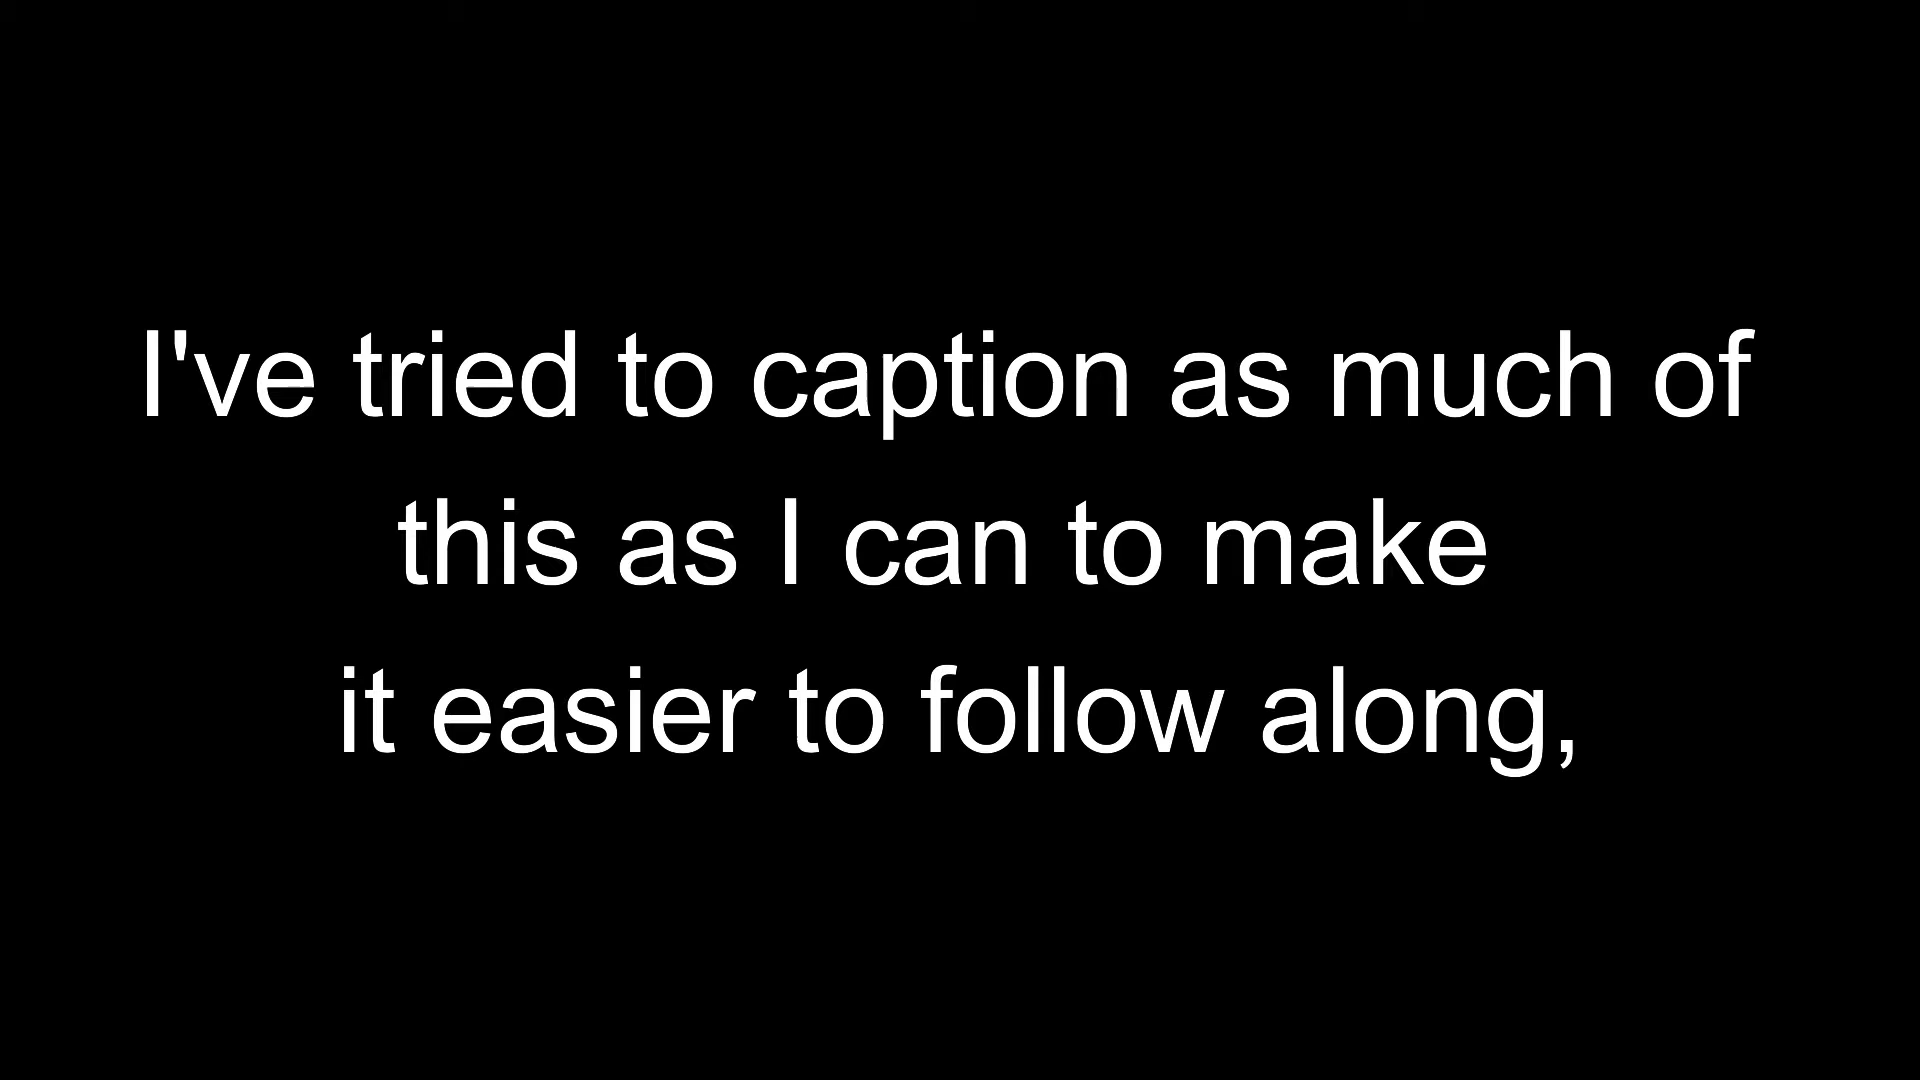 I've tried to caption as much of
this as I can to make
it easier to follow along,